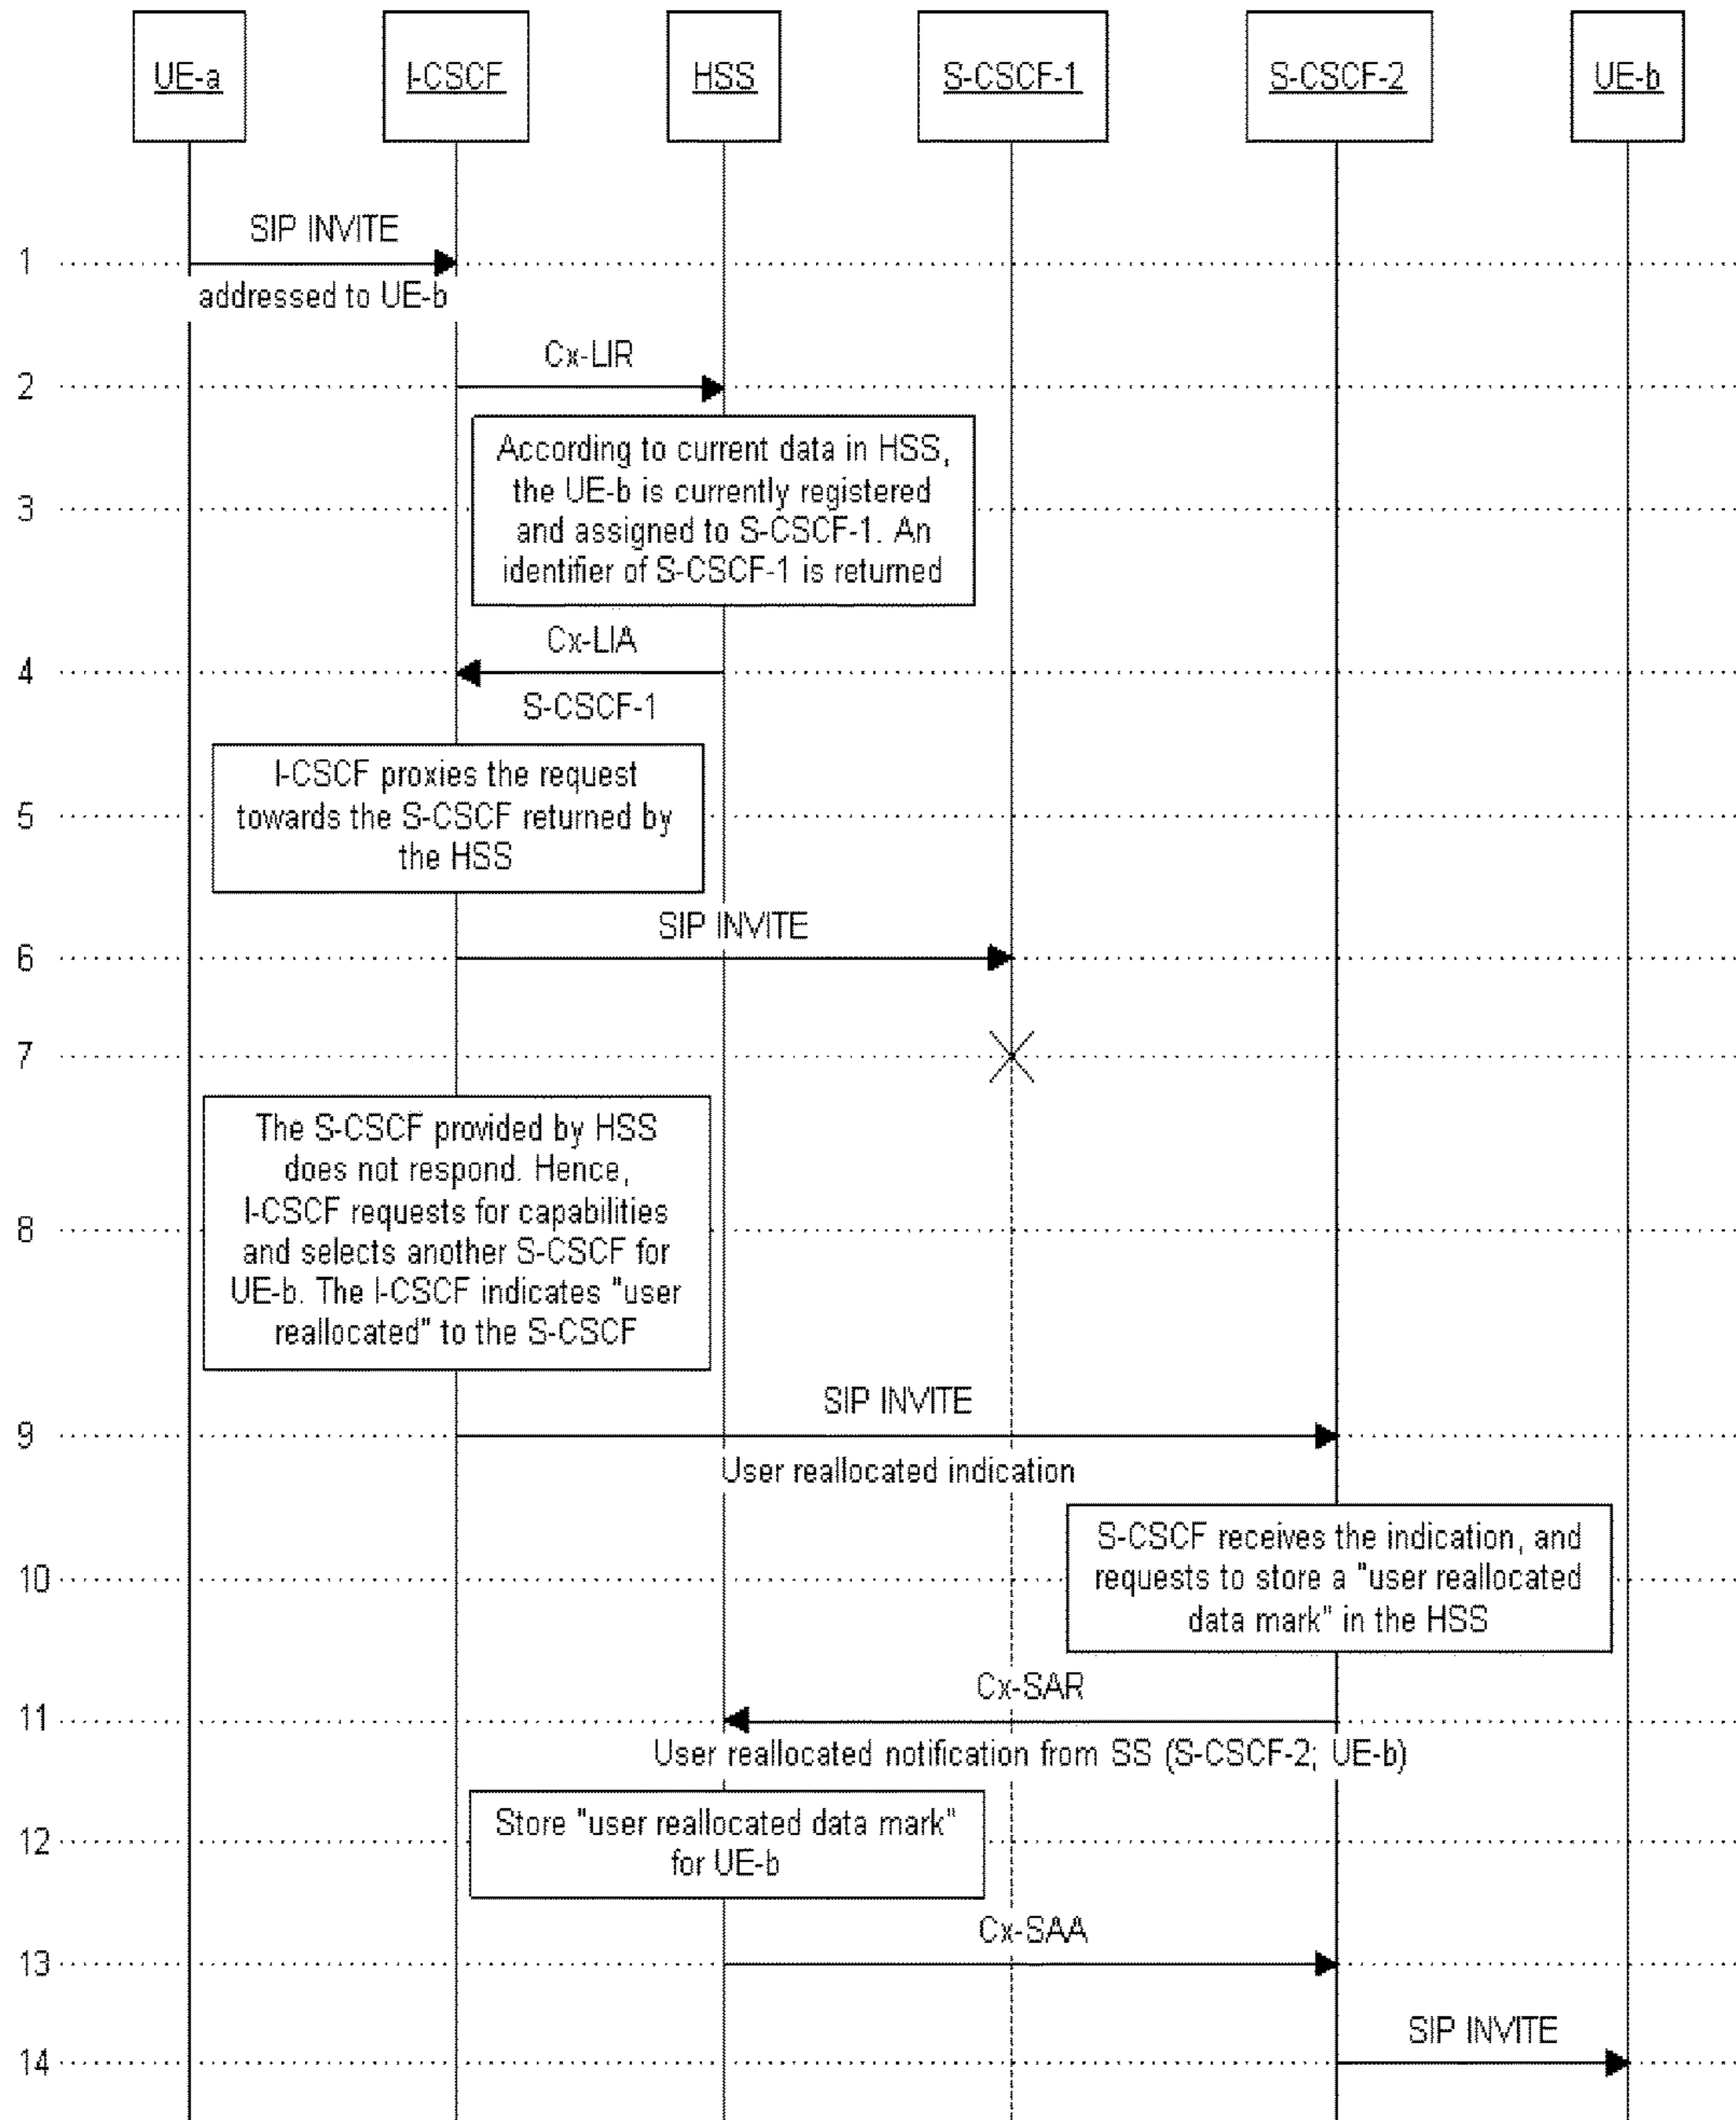 UE-a
I-CSCF
HSS
S-CSCF-1
S-CSCF-2
UE-b
SIP INVITE
1
addressed to UE-b
Cx-LIR
2
According to current data in HSS,
the UE-b is currently registered
3
and assigned to S-CSCF-1. An
identifier of S-CSCF-1 is returned
Cx-LIA
4
S-CSCF-1
I-CSCF proxies the request
towards the S-CSCF returned by
5
the HSS
SIP INVITE
6
7
The S-CSCF provided by HSS
does not respond. Hence,
I-CSCF requests for capabilities
8
and selects another S-CSCF for
UE-b. The I-CSCF indicates "user
reallocated" to the S-CSCF
SIP INVITE
9
User reallocated indication
S-CSCF receives the indication, and
requests to store a "user reallocated
10
data mark" in the HSS
Cx-SAR
11
User reallocated notification from SS (S-CSCF-2; UE-b)
Store "user reallocated data mark"
12
for UE-b
Cx-SAA
13
SIP INVITE
14